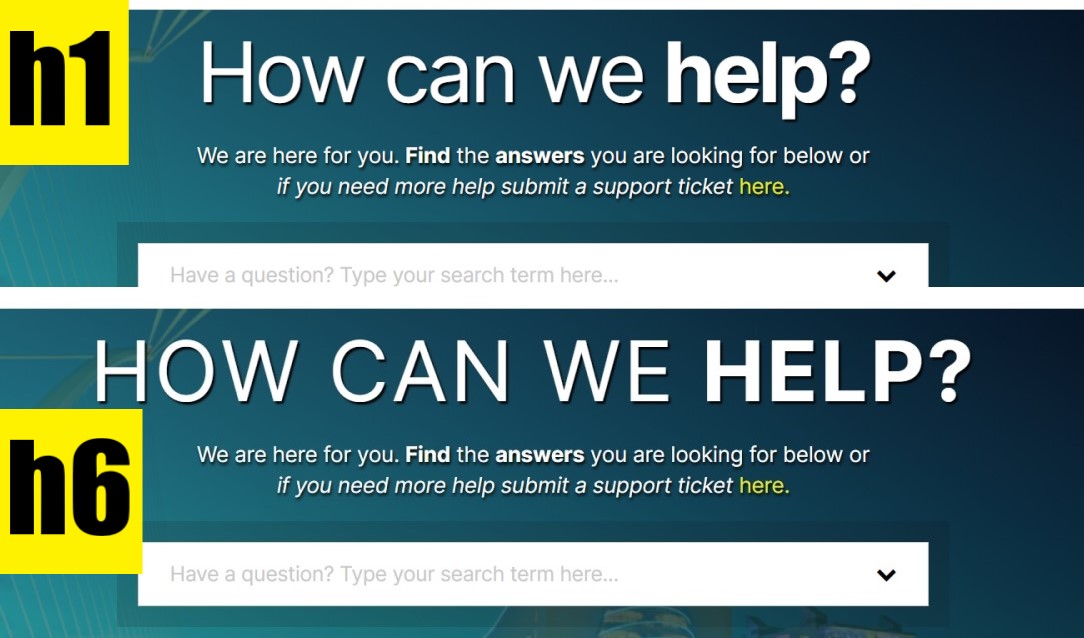 h1
How can we help?
We are here for you. Find the answers you are looking for below or
if you need more help submit a support ticket here.
Have a question? Type your search term here...
HOW CAN WE HELP?
h6
We are here for you. Find the answers you are looking for below or
if you need more help submit a support ticket here.
Have a question? Type your search term here...